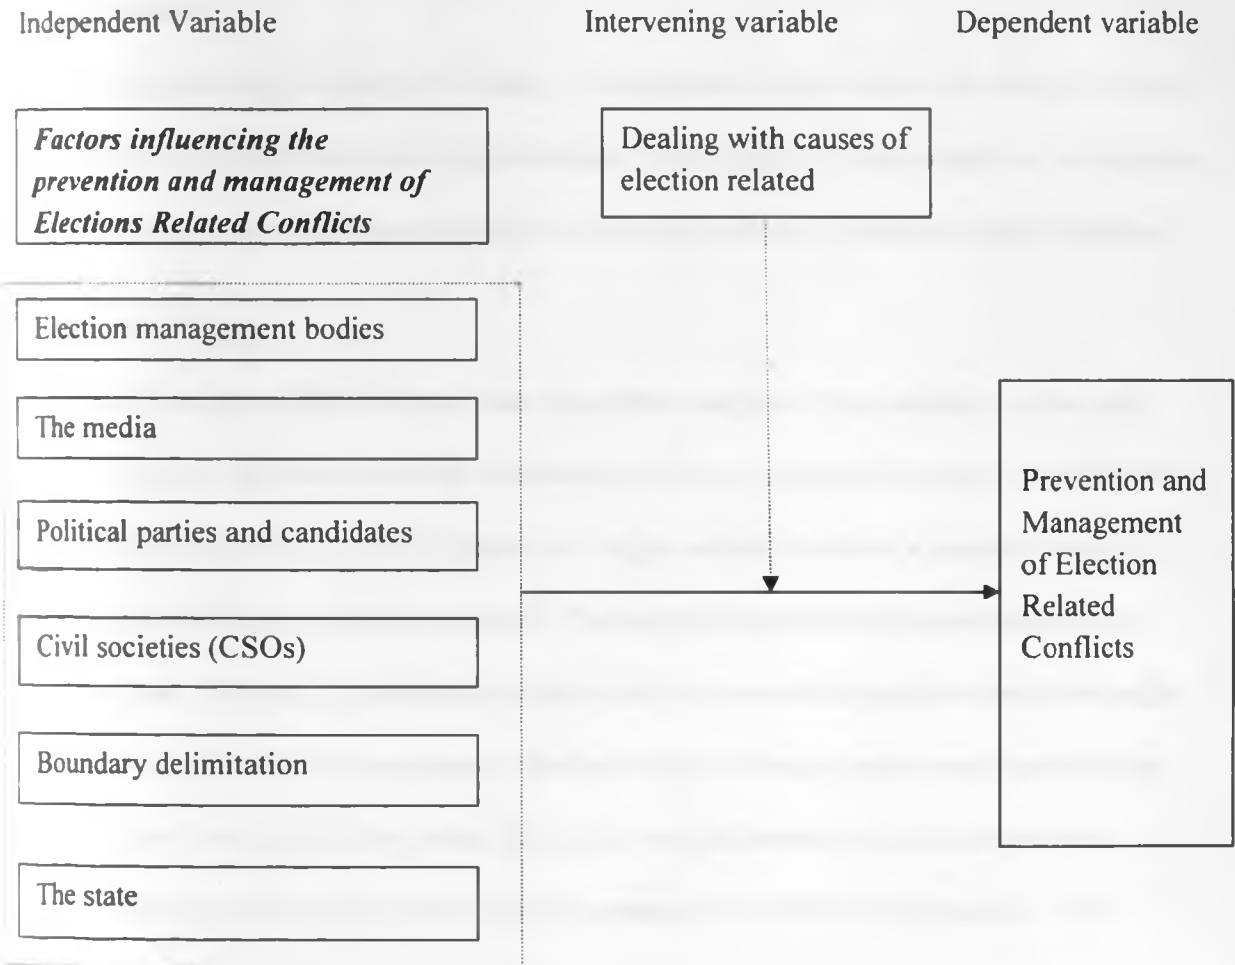 Independent Variable
Intervening variable
Dependent variable
Factors influencing the
prevention and management of
Elections Related Conflicts
Dealing with causes of
election related
Election management bodies
The media
Political parties and candidates
Civil societies (CSOs)
Boundary delimitation
The state
Prevention and
Management
of Election
Related
Conflicts